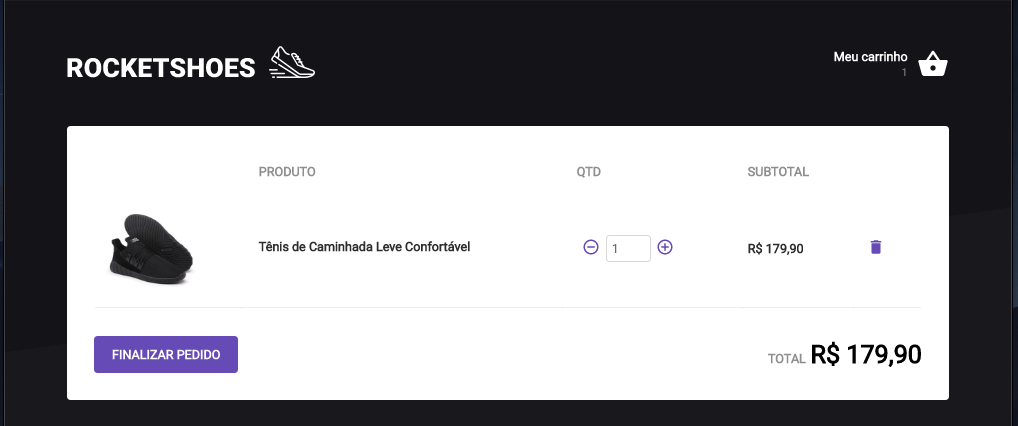 ROCKETSHOES
Meu carrinho
1
PRODUTO QTD SUBTOTAL
Tênis de Caminhada Leve Confortável 1 R$ 179,90
FINALIZAR PEDIDO TOTAL R$ 179,90